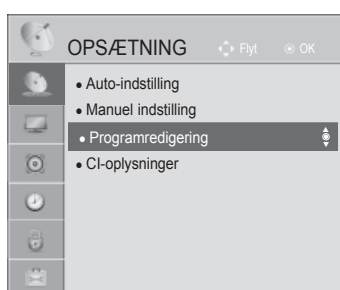 OPSÆTNING Flyt OK
• Auto-indstilling
• Manuel indstilling
• Programredigering
• CI-oplysninger